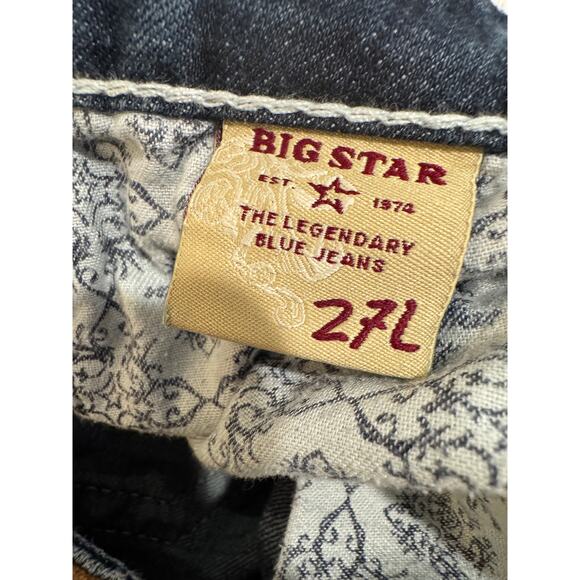 BIG STAR
EST. 1974
THE LEGENDARY
BLUE JEANS
27L